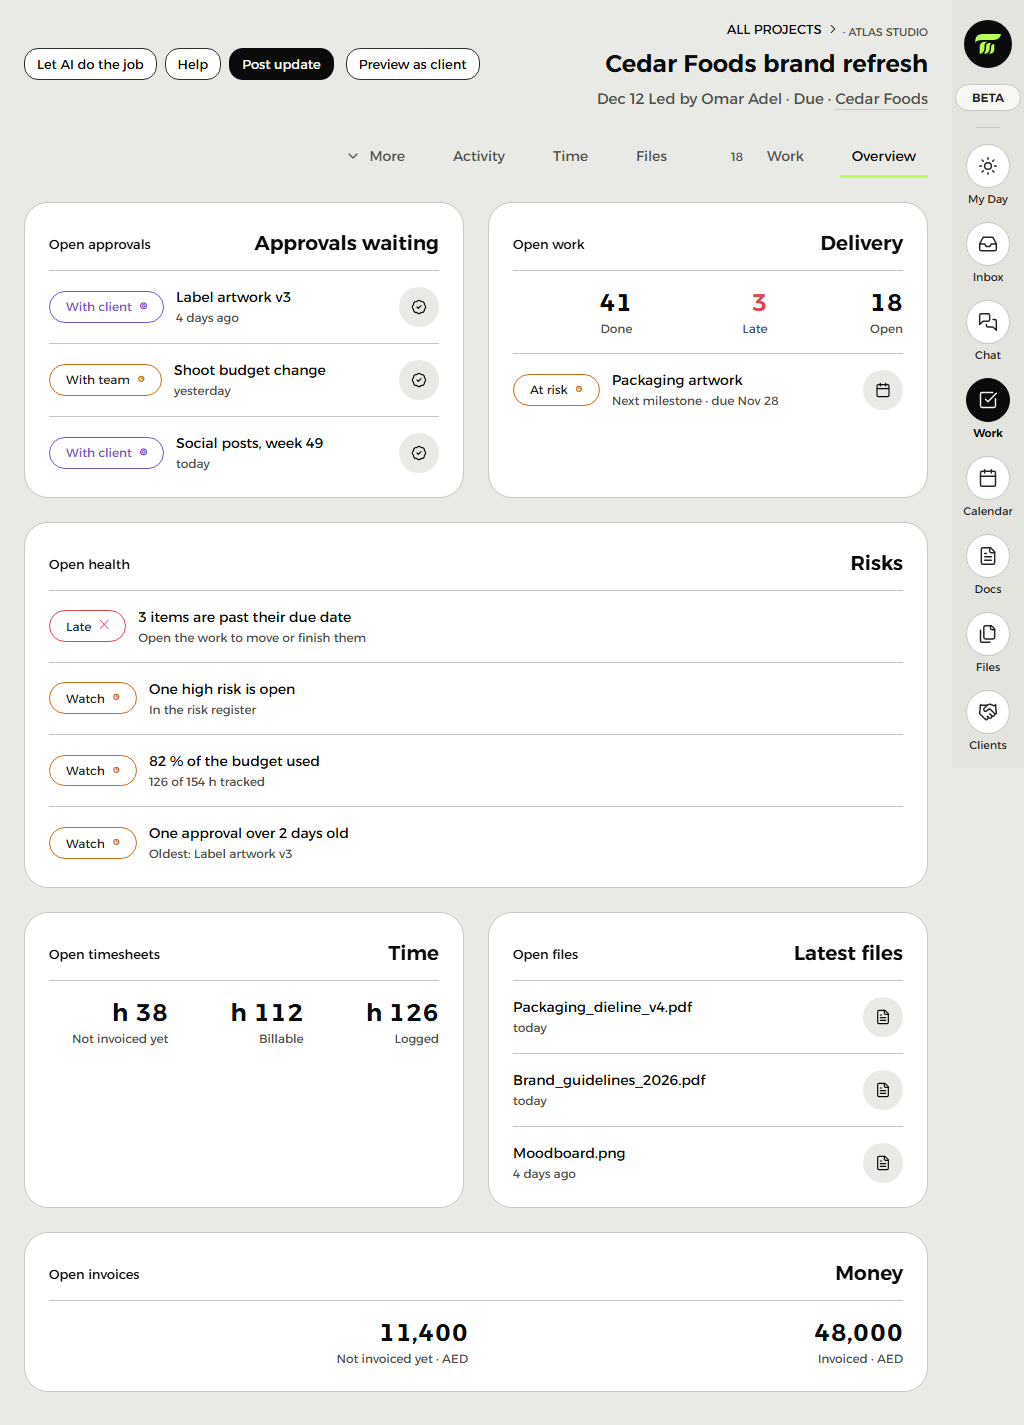 ALL PROJECTS
· ATLAS STUDIO
Let AI do the job
Help
Post update
Preview as client
Cedar Foods brand refresh
Dec 12 Led by Omar Adel · Due · Cedar Foods
More
Activity
Time
Files
18
Work
Overview
BETA
My Day
Inbox
Chat
Work
Calendar
Docs
Files
Clients
Open approvals
Approvals waiting
With client
Label artwork v3
4 days ago
With team
Shoot budget change
yesterday
With client
Social posts, week 49
today
Open work
Delivery
41
3
18
Done
Late
Open
At risk
Packaging artwork
Next milestone · due Nov 28
Open health
Risks
Late
3 items are past their due date
Open the work to move or finish them
Watch
One high risk is open
In the risk register
Watch
82 % of the budget used
126 of 154 h tracked
Watch
One approval over 2 days old
Oldest: Label artwork v3
Open timesheets
Time
h 38
h 112
h 126
Not invoiced yet
Billable
Logged
Open files
Latest files
Packaging_dieline_v4.pdf
today
Brand_guidelines_2026.pdf
today
Moodboard.png
4 days ago
Open invoices
Money
11,400
48,000
Not invoiced yet · AED
Invoiced · AED